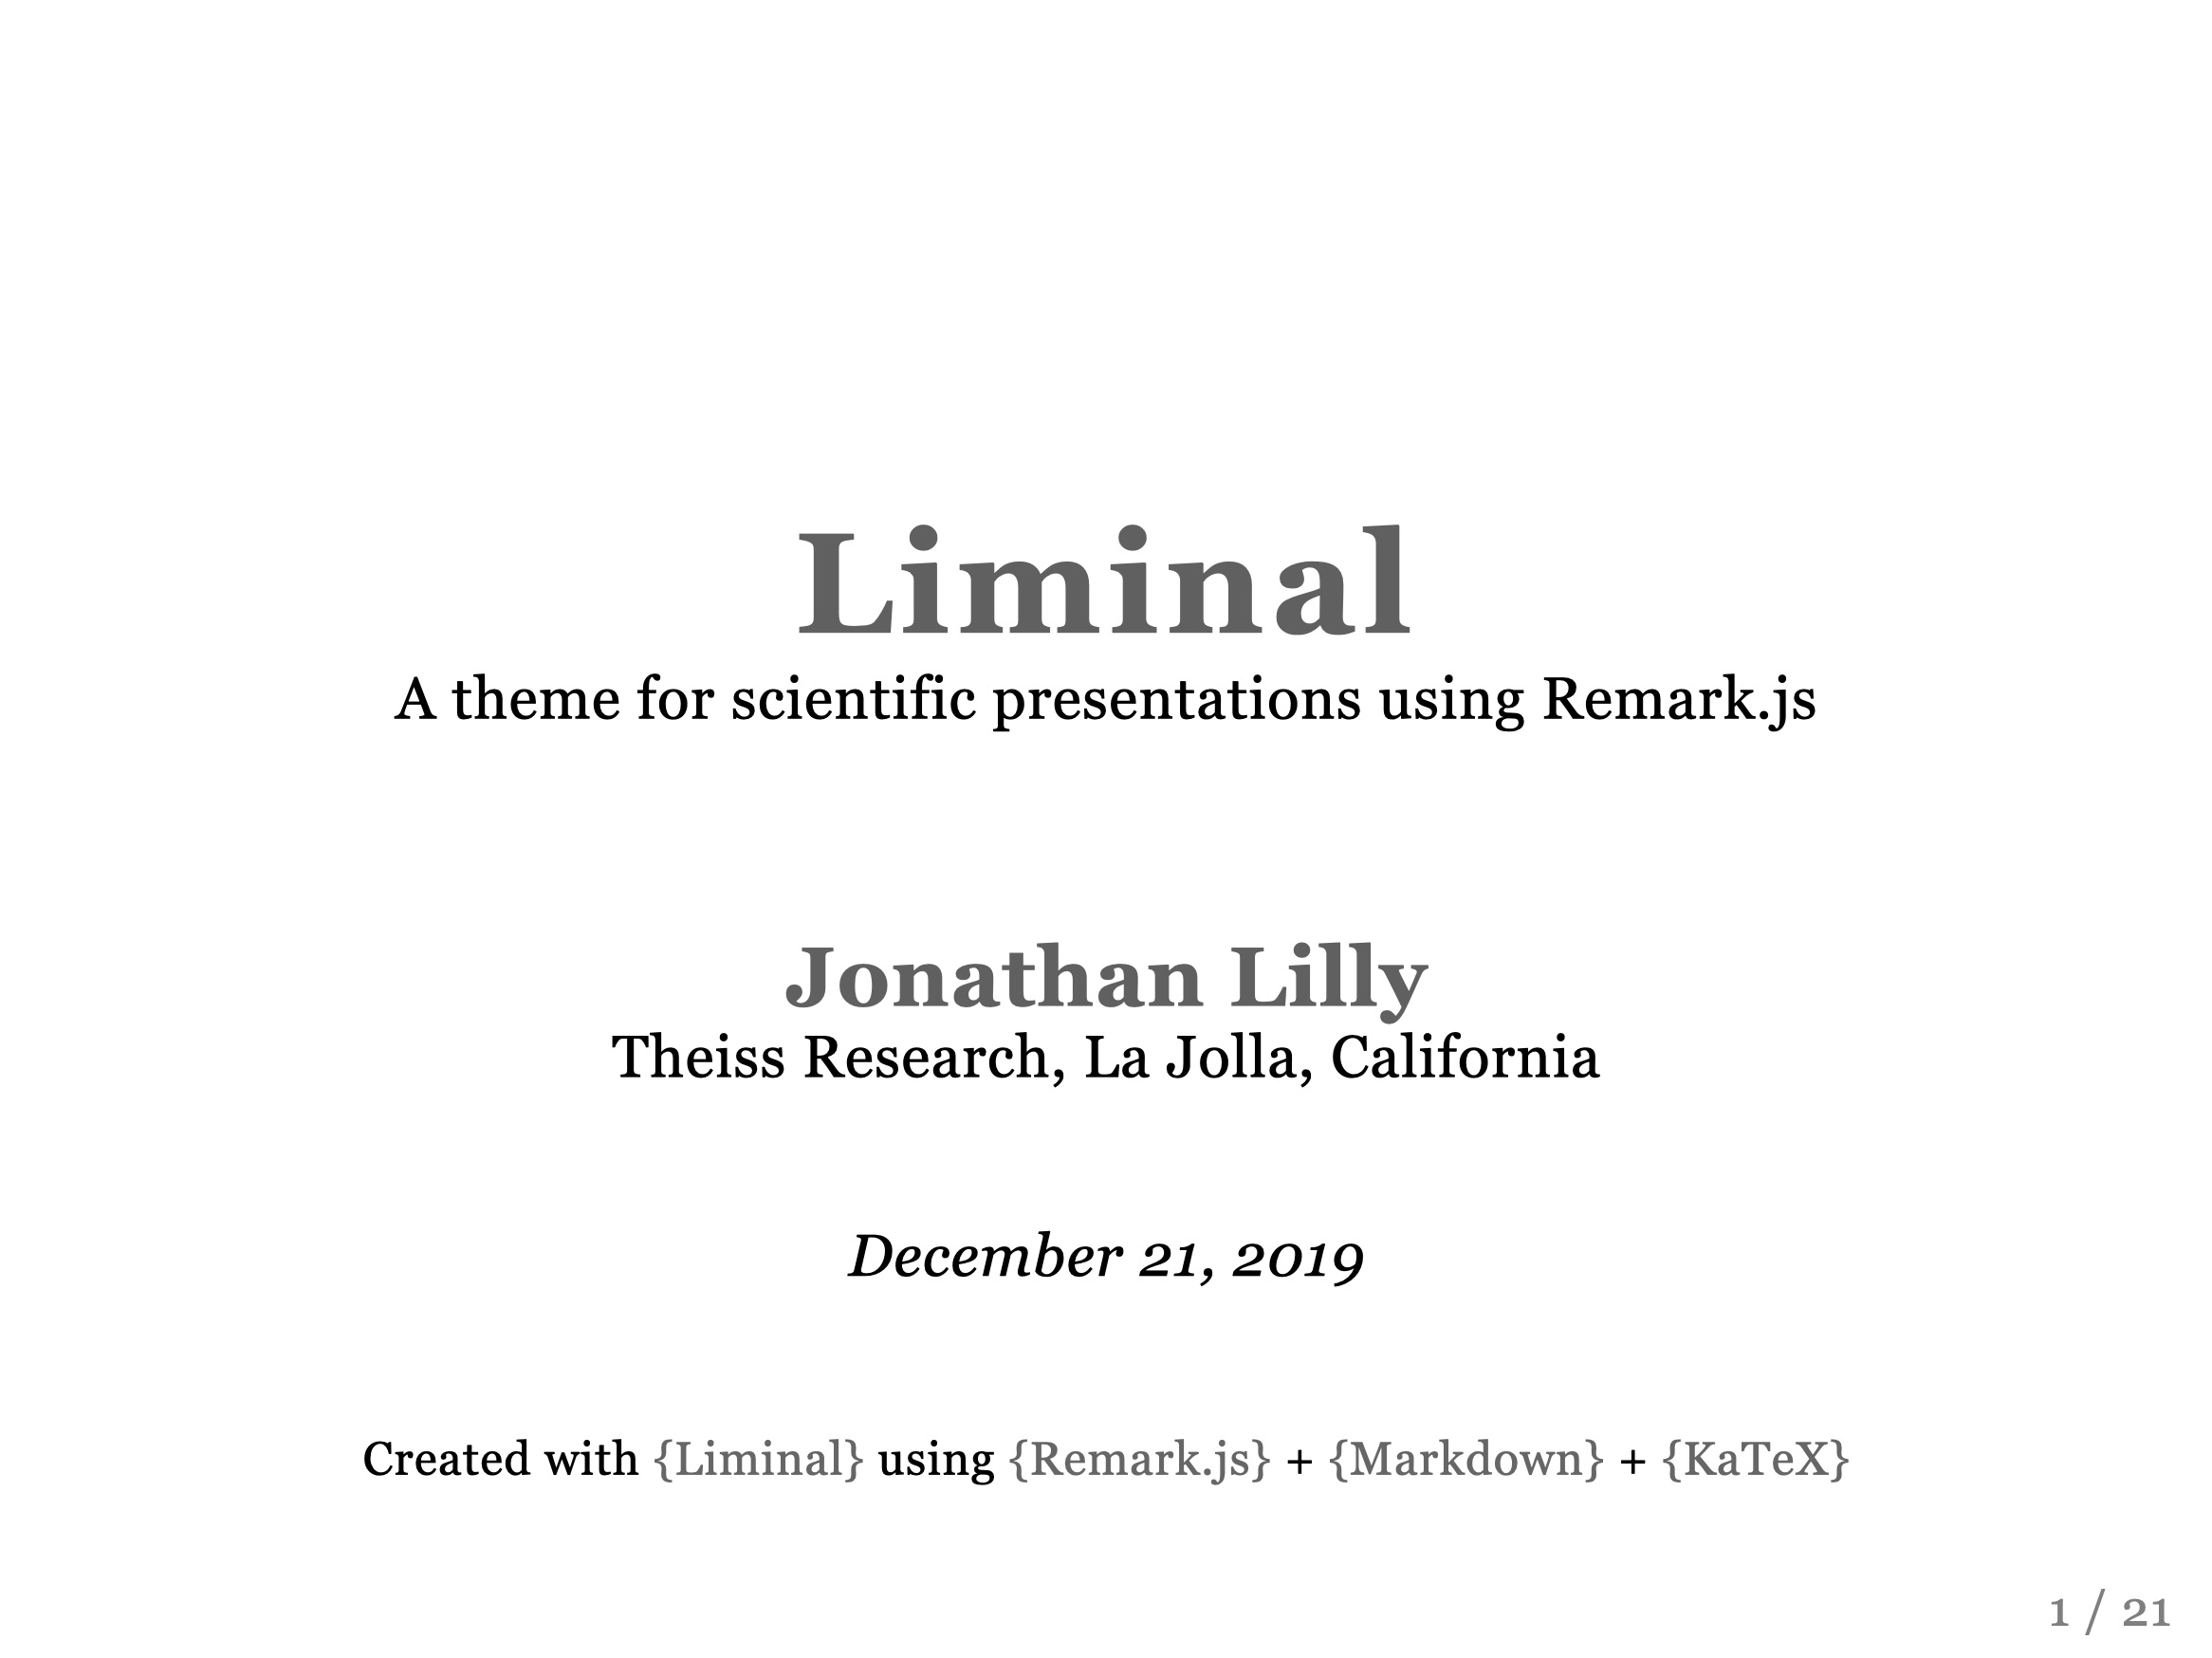 Liminal
A theme for scientific presentations using Remark.js
Jonathan Lilly
Theiss Research, La Jolla, California
December 21, 2019
Created with {Liminal} using {Remark.js} + {Markdown} + {KaTeX}
1 / 21